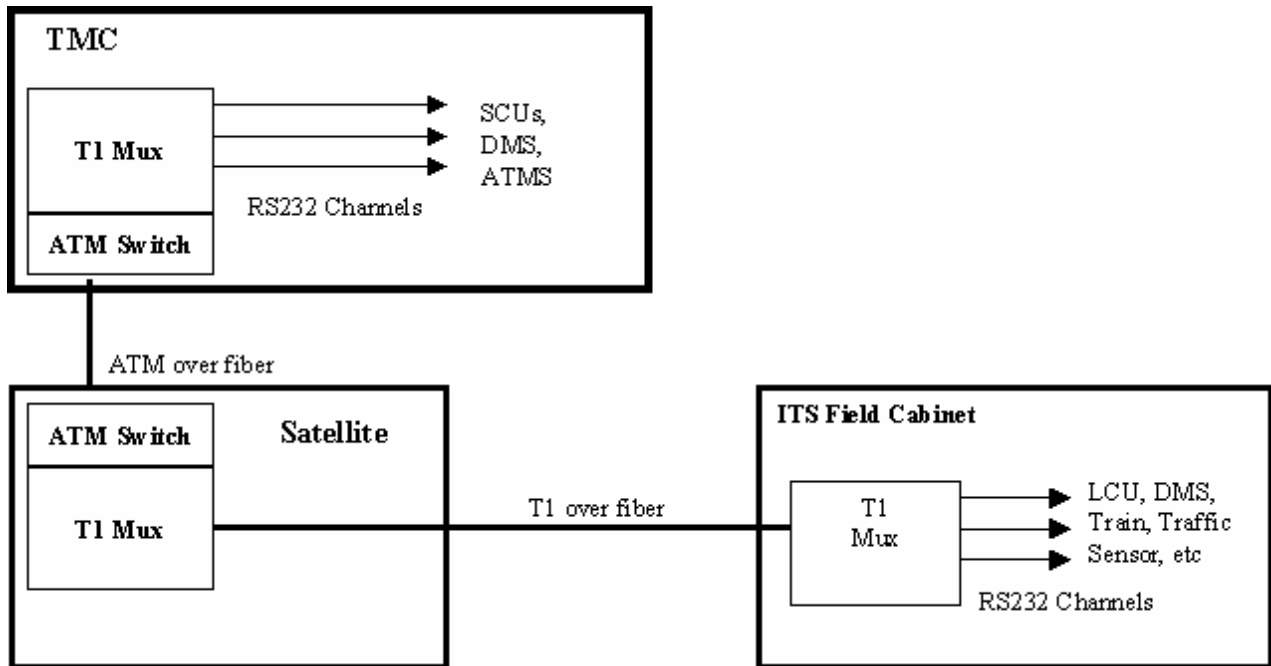 TMC
T1 Mux
ATM Switch
SCUs,
DMS,
ATMS
RS232 Channels
ATM over fiber
ATM Switch
T1 Mux
Satellite
T1 over fiber
ITS Field Cabinet
T1
Mux
LCU, DMS,
Train, Traffic
Sensor, etc
RS232 Channels